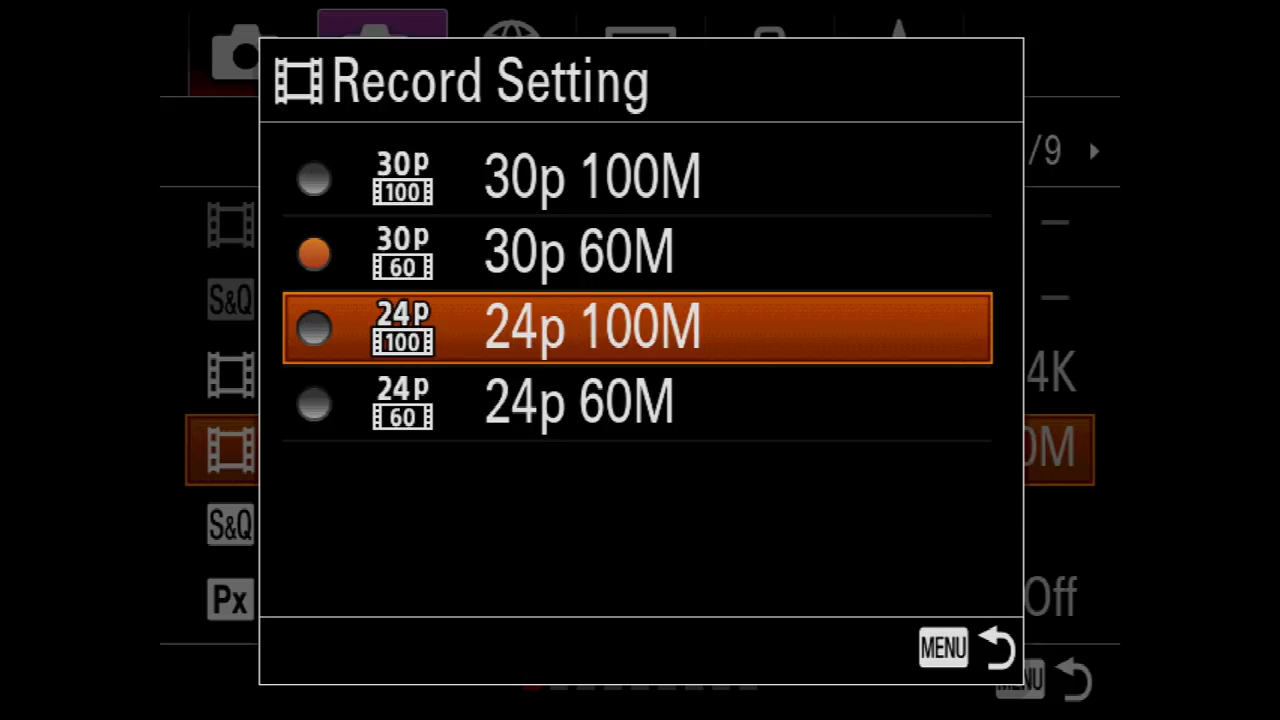 Record Setting
/9
30p 100 30p 100M
30p 60 30p 60M
24p 100 24p 100M
24p 60 24p 60M
S&Q
4K
0M
S&Q
Px
Off
MENU